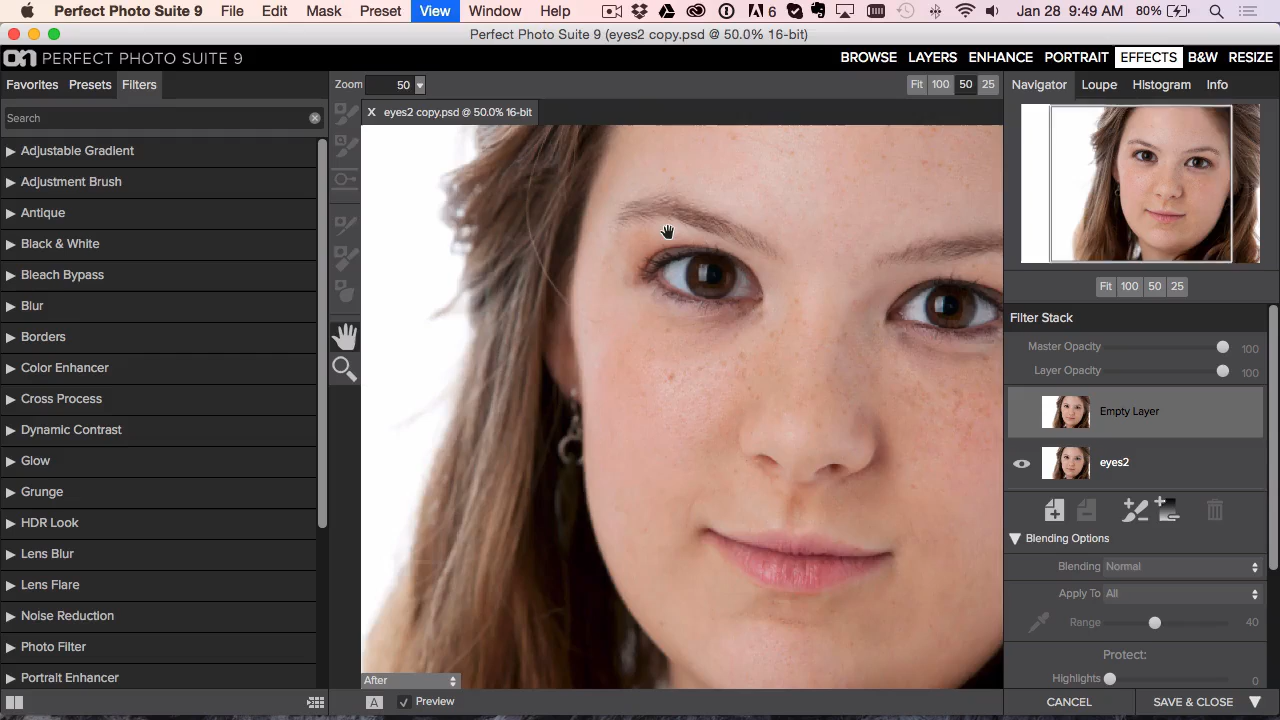 Perfect Photo Suite 9 File Edit Mask Preset View Window Help 6 Jan 28 9:49 AM 80%
Perfect Photo Suite 9 (eyes2 copy.psd @ 50.0% 16-bit)
on PERFECT PHOTO SUITE 9 BROWSE LAYERS ENHANCE PORTRAIT EFFECTS B&W RESIZE
Favorites Presets Filters Zoom 50 Fit 100 50 25 Navigator Loupe Histogram Info
Search
X eyes2 copy.psd @ 50.0% 16-bit
Adjustable Gradient
Adjustment Brush
Antique
Black & White
Bleach Bypass
Blur
Borders
Color Enhancer
Cross Process
Dynamic Contrast
Glow
Grunge
HDR Look
Lens Blur
Lens Flare
Noise Reduction
Photo Filter
Portrait Enhancer
After
A Preview
Fit 100 50 25
Filter Stack
Master Opacity 100
Layer Opacity 100
Empty Layer
eyes2
Blending Options
Blending Normal
Apply To All
Range 40
Protect:
Highlights 0
CANCEL SAVE & CLOSE